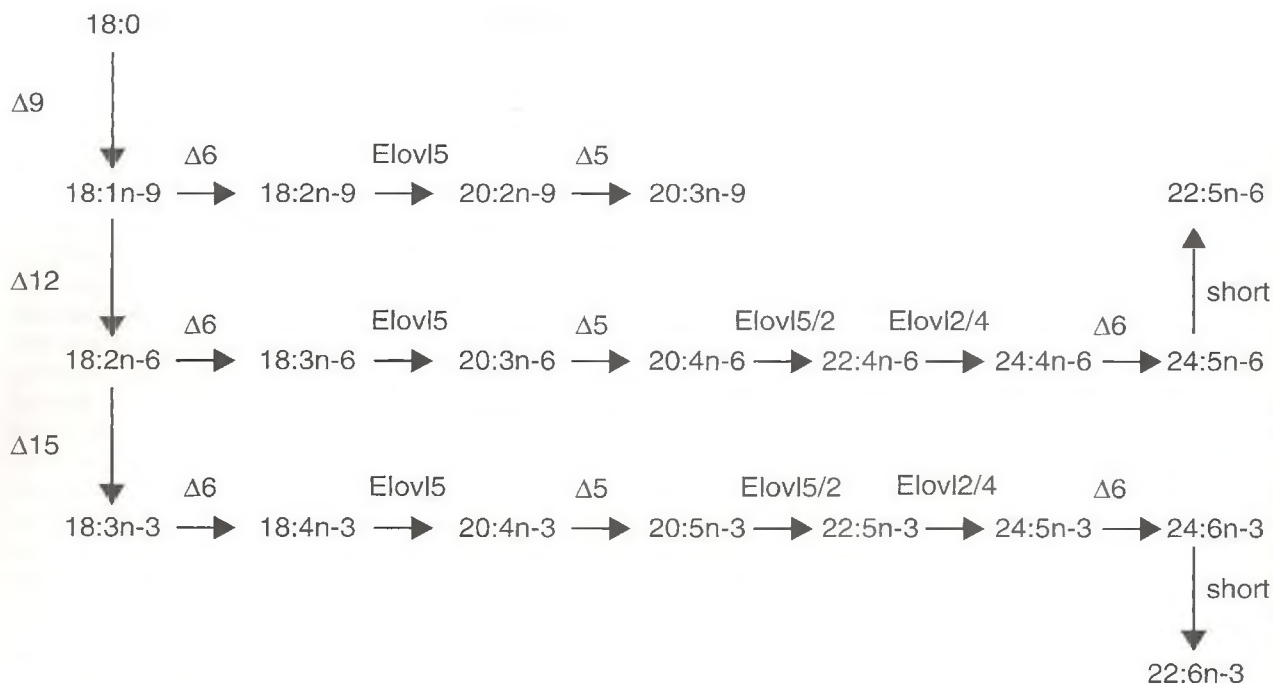 18:0
Δ9
Δ6 Elovl5 Δ5
18:1n-9 18:2n-9 20:2n-9 20:3n-9 22:5n-6
Δ12 short
Δ6 Elovl5 Δ5 Elovl5/2 Elovl2/4 Δ6
18:2n-6 18:3n-6 20:3n-6 20:4n-6 22:4n-6 24:4n-6 24:5n-6
Δ15
Δ6 Elovl5 Δ5 Elovl5/2 Elovl2/4 Δ6
18:3n-3 18:4n-3 20:4n-3 20:5n-3 22:5n-3 24:5n-3 24:6n-3
short
22:6n-3